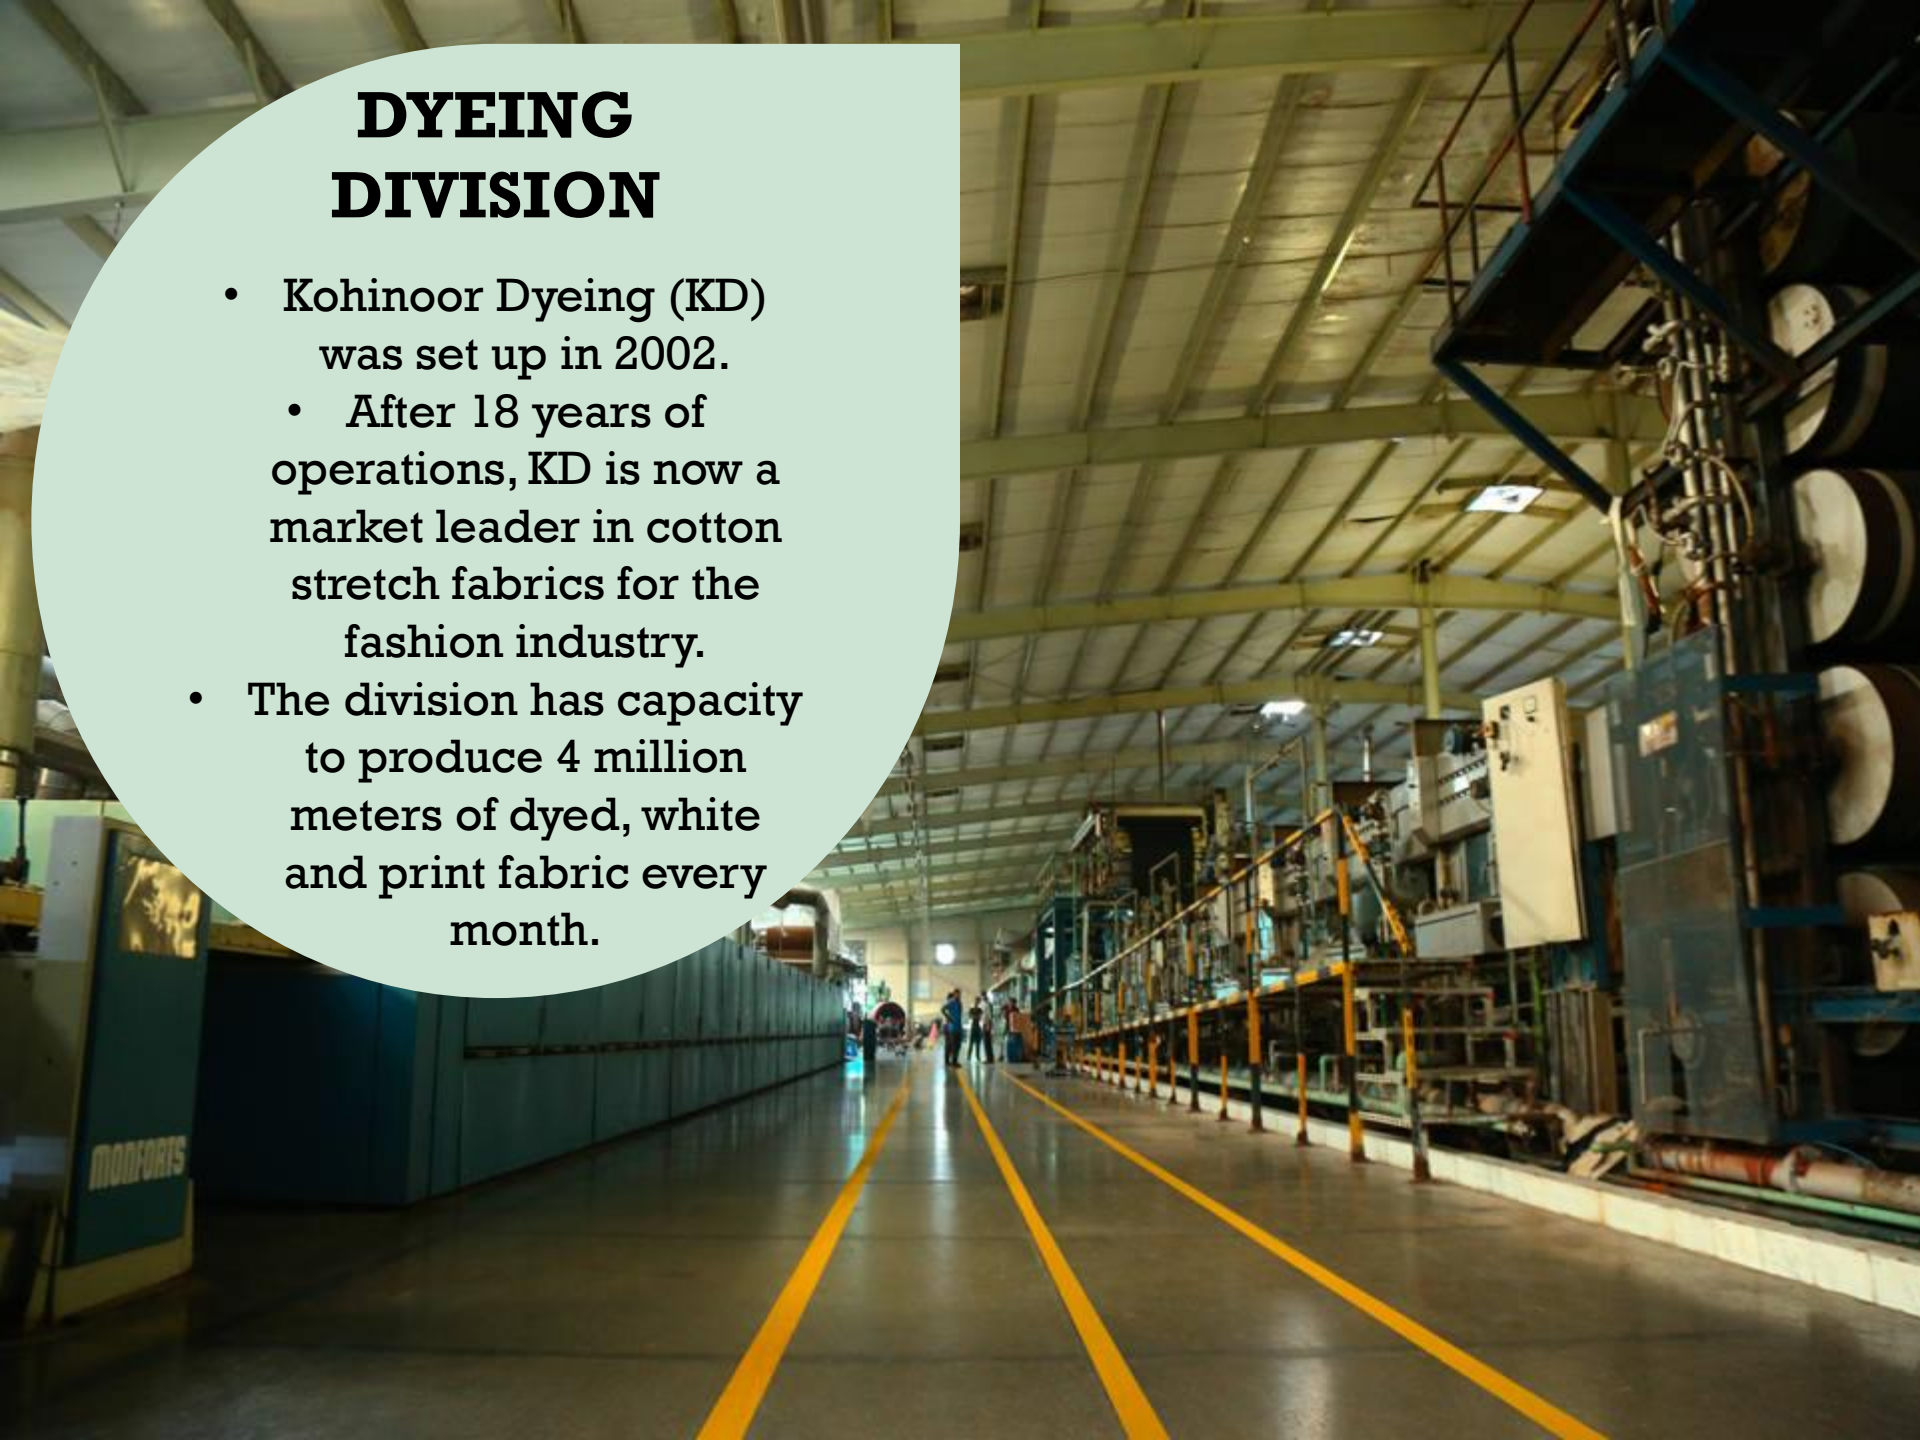 DYEING
DIVISION
• Kohinoor Dyeing (KD)
was set up in 2002.
• After 18 years of
operations, KD is now a
market leader in cotton
stretch fabrics for the
fashion industry.
• The division has capacity
to produce 4 million
meters of dyed, white
and print fabric every
month.
MONFORTS